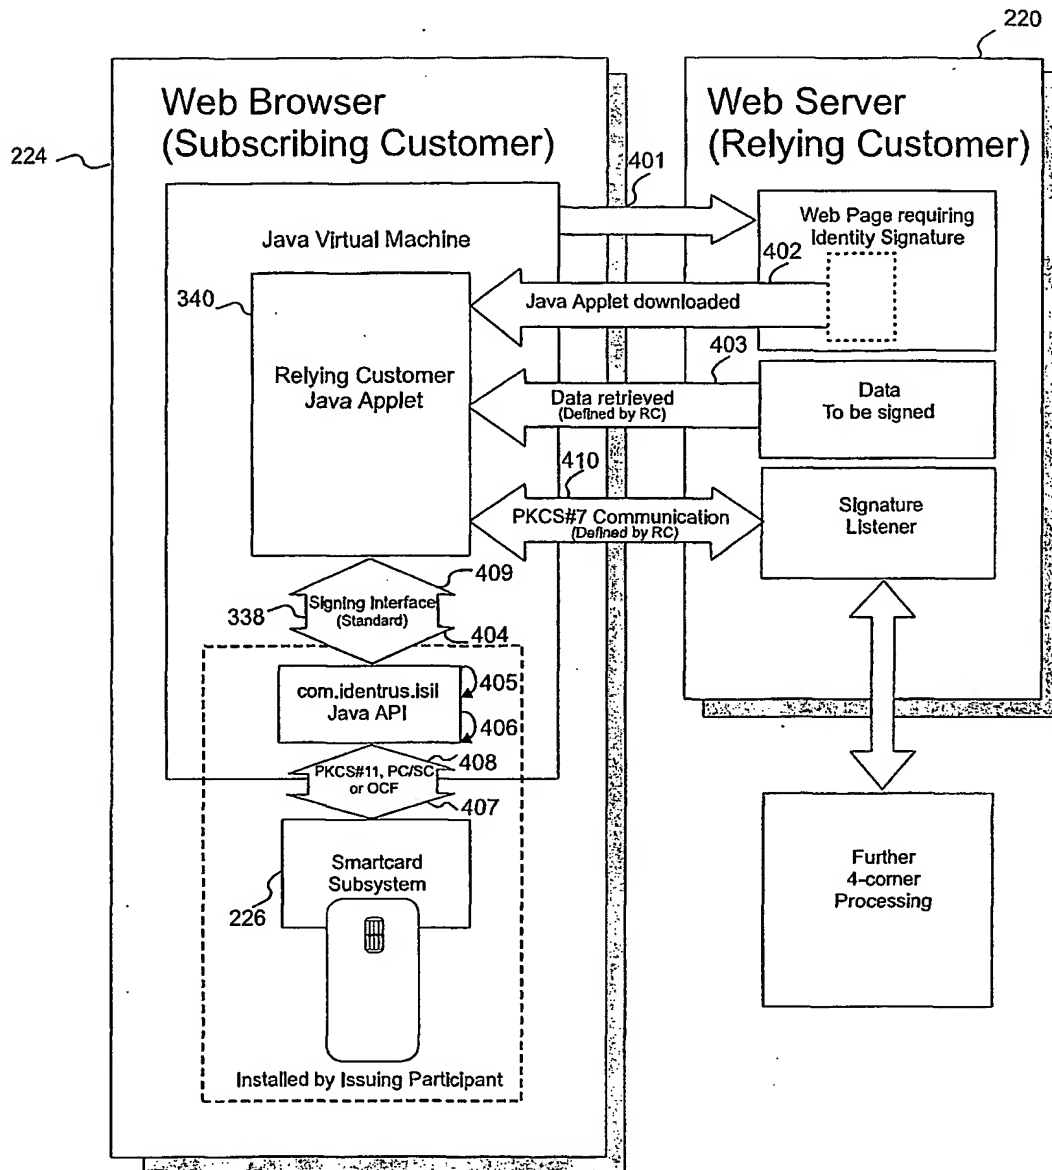 220
Web Browser
(Subscribing Customer)
Web Server
(Relying Customer)
224
401
Java Virtual Machine
Web Page requiring
Identity Signature
402
340
Java Applet downloaded
403
Relying Customer
Java Applet
Data retrieved
(Defined by RC)
Data
To be signed
410
PKCS#7 Communication
(Defined by RC)
Signature
Listener
409
Signing Interface
(Standard)
338
404
com.identrus.isil
Java API
405
406
408
PKCS#11, PC/SC
or OCF
407
Smartcard
Subsystem
226
Further
4-corner
Processing
Installed by Issuing Participant